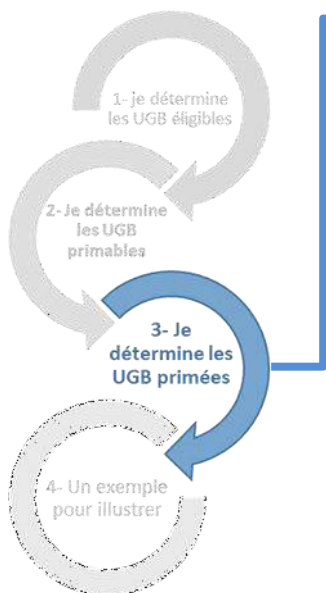 1- je détermine
les UGB éligibles
2- Je détermine
les UGB
primables
3- Je
détermine les
UGB primées
4- Un exemple
pour illustrer